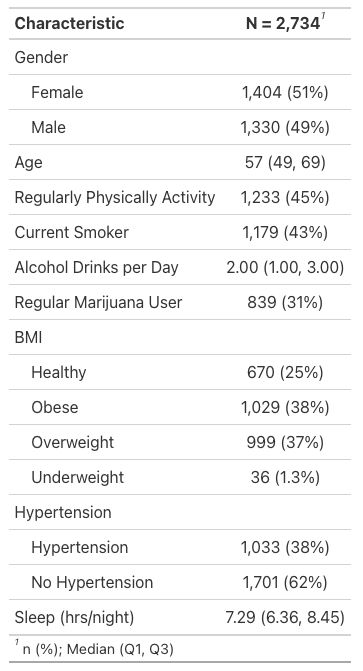 Characteristic N = 2,734¹
Gender
Female 1,404 (51%)
Male 1,330 (49%)
Age 57 (49, 69)
Regularly Physically Activity 1,233 (45%)
Current Smoker 1,179 (43%)
Alcohol Drinks per Day 2.00 (1.00, 3.00)
Regular Marijuana User 839 (31%)
BMI
Healthy 670 (25%)
Obese 1,029 (38%)
Overweight 999 (37%)
Underweight 36 (1.3%)
Hypertension
Hypertension 1,033 (38%)
No Hypertension 1,701 (62%)
Sleep (hrs/night) 7.29 (6.36, 8.45)
¹ n (%); Median (Q1, Q3)